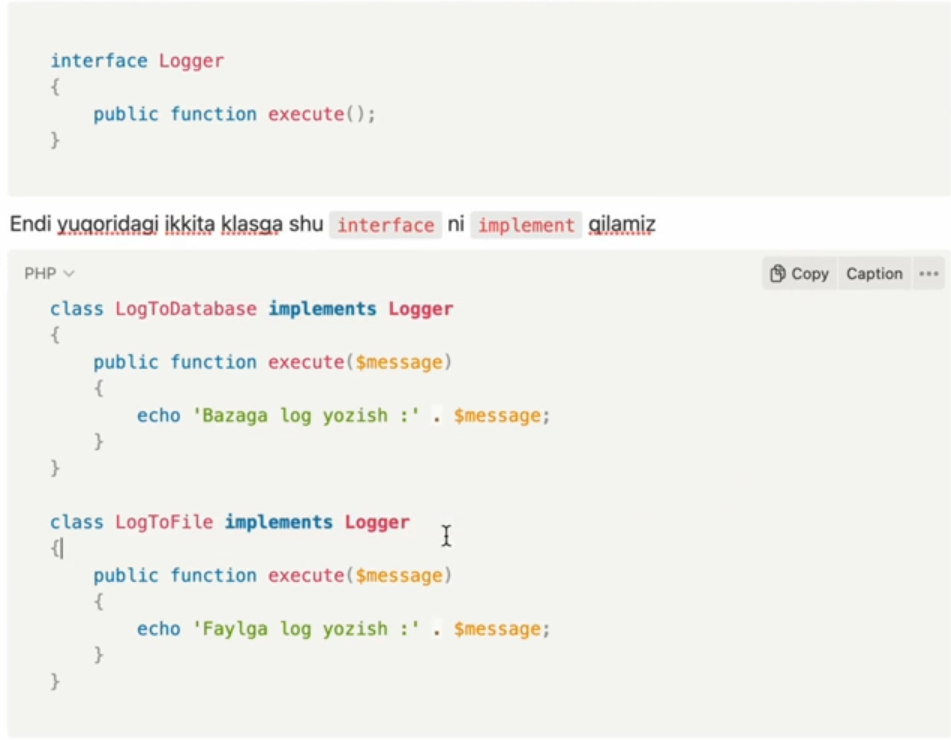 interface Logger
{
    public function execute();
}
Endi yuqoridagi ikkita klasga shu interface ni implement qilamiz
PHP
Copy Caption •••
class LogToDatabase implements Logger
{
    public function execute($message)
    {
        echo 'Bazaga log yozish :' . $message;
    }
}
class LogToFile implements Logger
{
    public function execute($message)
    {
        echo 'Faylga log yozish :' . $message;
    }
}